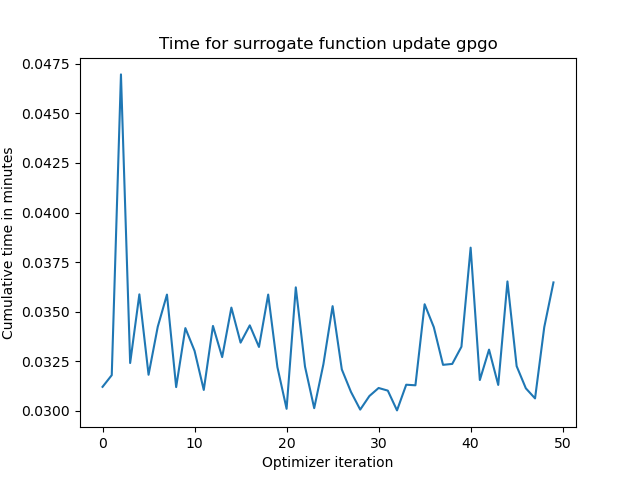 Time for surrogate function update gpgo
Cumulative time in minutes
0.0475
0.0450
0.0425
0.0400
0.0375
0.0350
0.0325
0.0300
0 10 20 30 40 50
Optimizer iteration